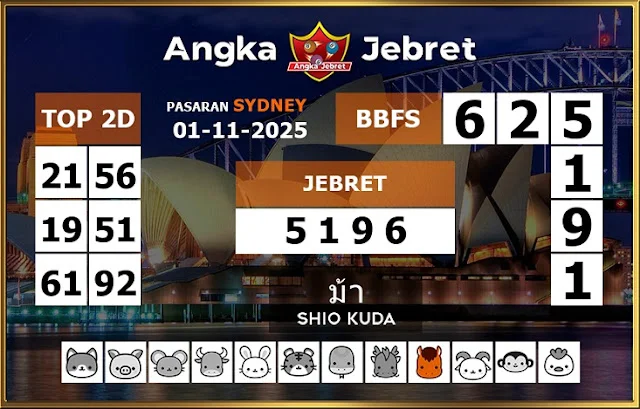 Angka Jebret
Angka Jebret
TOP 2D
PASARAN SYDNEY
01-11-2025
BBFS
6 2 5
1
9
1
21 56
19 51
61 92
JEBRET
5 1 9 6
ม้า
SHIO KUDA